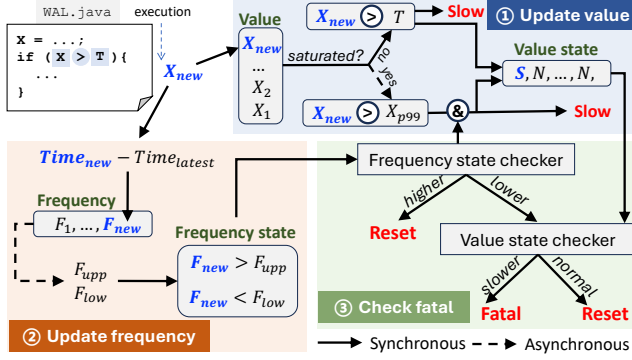 WAL.java
execution
X = ...;
if (X > T){
...
}
X_new
Value
X_new
...
X_2
X_1
saturated?
no
yes
X_new > T
Slow
X_new > X_p99
&
Slow
① Update value
Value state
S, N, ..., N,
Time_new − Time_latest
Frequency
F_1, ..., F_new
F_upp
F_low
Frequency state
F_new > F_upp
F_new < F_low
② Update frequency
Frequency state checker
higher
lower
Reset
Value state checker
slower
normal
Fatal
Reset
③ Check fatal
Synchronous
Asynchronous